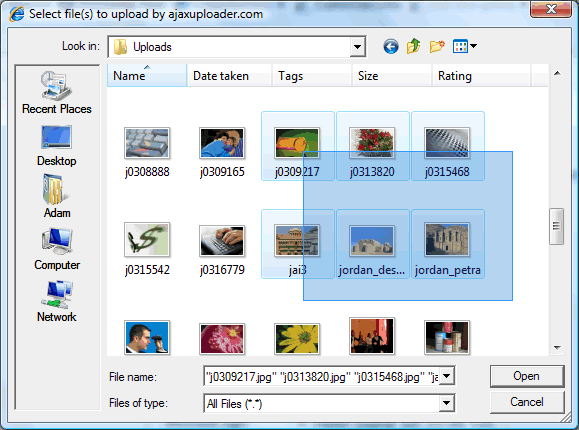 Select file(s) to upload by ajaxuploader.com
Look in: Uploads
Name Date taken Tags Size Rating
Recent Places
Desktop
Adam
Computer
Network
j0308888 j0309165 j0309217 j0313820 j0315468
j0315542 j0316779 jai3 jordan_des... jordan_petra
File name: "j0309217.jpg" "j0313820.jpg" "j0315468.jpg" "ja
Open
Files of type: All Files (*.*)
Cancel